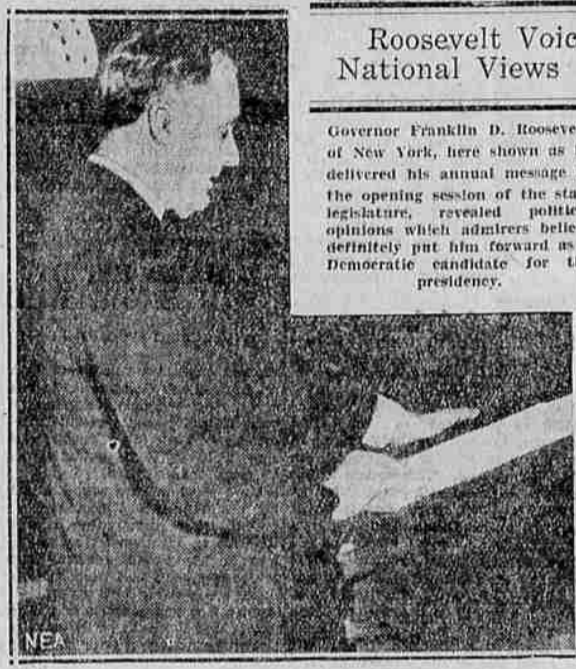 Roosevelt Voic
National Views
Governor Franklin D. Rooseve
of New York, here shown as
delivered his annual message
the opening session of the sta
legislature, revealed politic
opinions which admirers belie
definitely put him forward as
Democratic candidate for t
presidency.
NEA